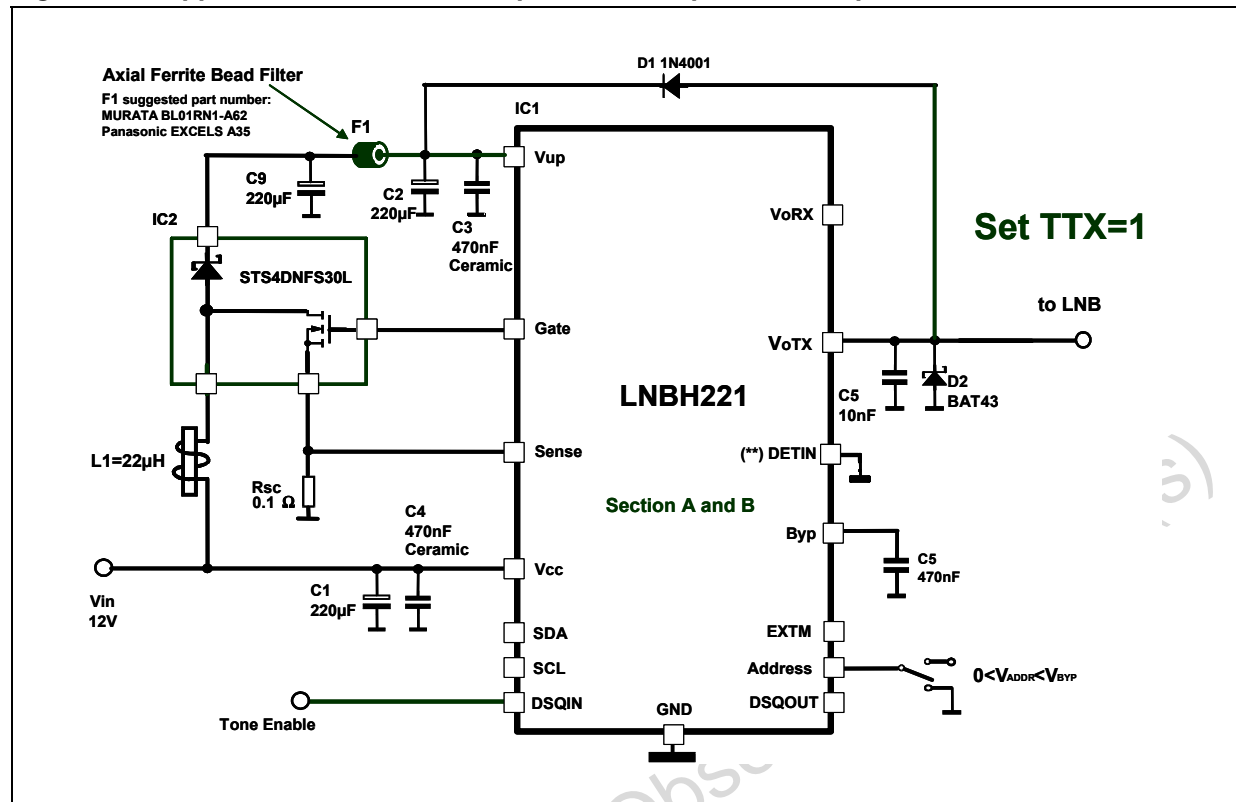 D1 1N4001
Axial Ferrite Bead Filter
F1 suggested part number:
MURATA BL01RN1-A62
Panasonic EXCELS A35
F1
IC1
Vup
C9
220µF
C2
220µF
C3
470nF
Ceramic
VoRX
Set TTX=1
IC2
STS4DNFS30L
to LNB
Gate
VoTX
LNBH221
C5
10nF
D2
BAT43
L1=22µH
Sense
(**) DETIN
Rsc
0.1 Ω
Section A and B
C4
470nF
Ceramic
Byp
C5
470nF
Vcc
Vin
12V
C1
220µF
SDA
EXTM
SCL
Address
0<VADDR<VBYP
DSQIN
DSQOUT
Tone Enable
GND